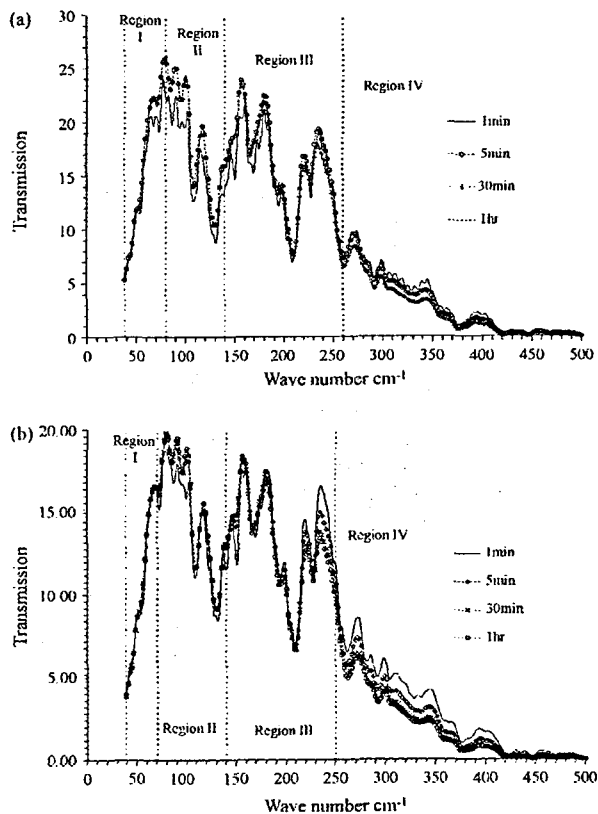 (a)
Region I
Region II
Region III
Region IV
30
25
20
15
10
5
0
Transmission
1min
5min
30min
1hr
0 50 100 150 200 250 300 350 400 450 500
Wave number cm-1
(b)
Region I
Region IV
20.00
15.00
10.00
5.00
0.00
Transmission
1min
5min
30min
1hr
Region II
Region III
0 50 100 150 200 250 300 350 400 450 500
Wave number cm-1